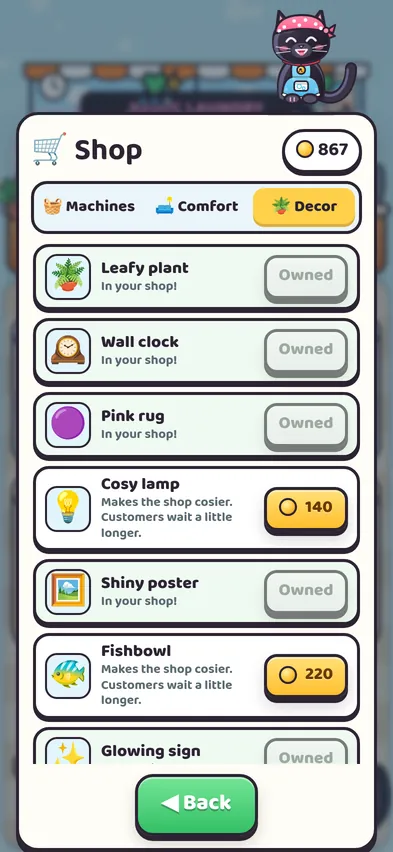 Shop
867
Machines
Comfort
Decor
Leafy plant
In your shop!
Owned
Wall clock
In your shop!
Owned
Pink rug
In your shop!
Owned
Cosy lamp
Makes the shop cosier.
Customers wait a little
longer.
140
Shiny poster
In your shop!
Owned
Fishbowl
Makes the shop cosier.
Customers wait a little
longer.
220
Glowing sign
Owned
Back